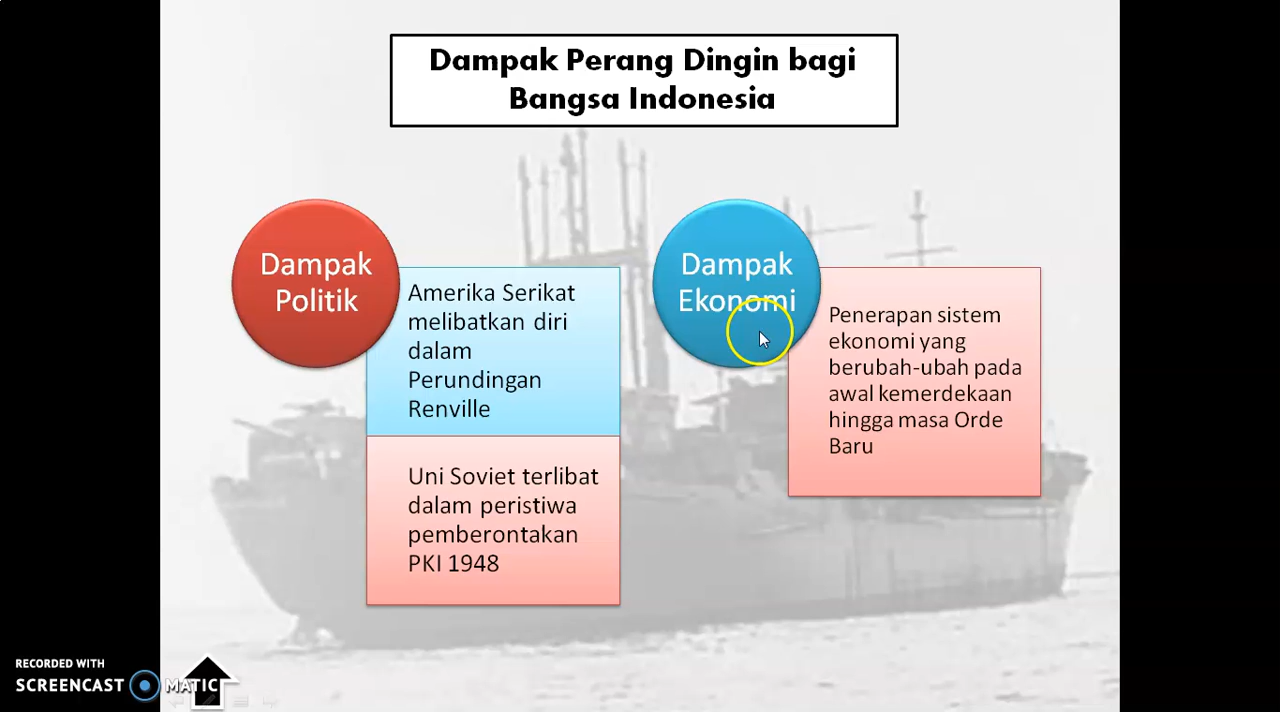 Dampak Perang Dingin bagi
Bangsa Indonesia
Dampak
Politik
Amerika Serikat
melibatkan diri
dalam
Perundingan
Renville
Uni Soviet terlibat
dalam peristiwa
pemberontakan
PKI 1948
Dampak
Ekonomi
Penerapan sistem
ekonomi yang
berubah-ubah pada
awal kemerdekaan
hingga masa Orde
Baru
RECORDED WITH
SCREENCAST MATIC